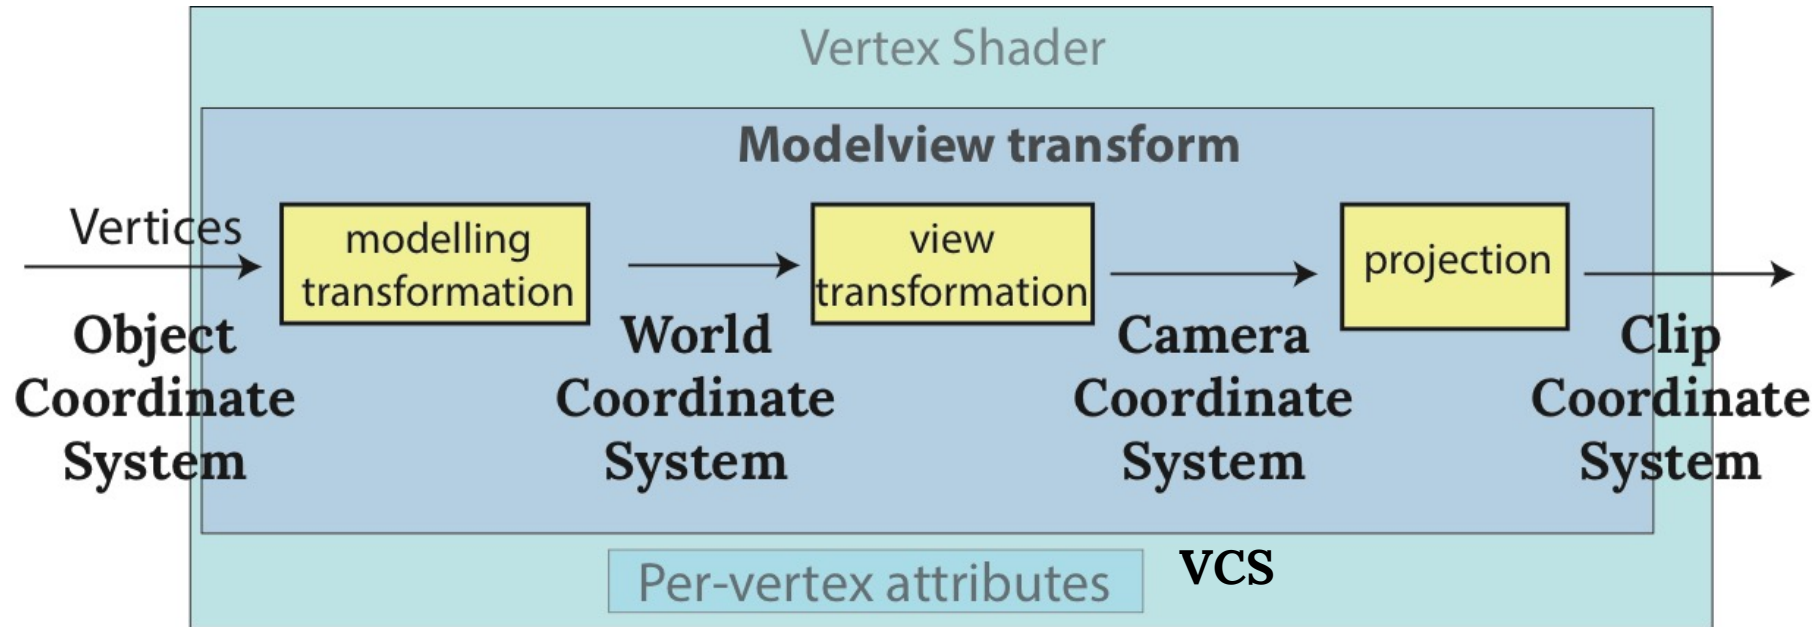 Vertex Shader
Modelview transform
Vertices
modelling
transformation
view
transformation
projection
Object
Coordinate
System
World
Coordinate
System
Camera
Coordinate
System
Clip
Coordinate
System
Per-vertex attributes
VCS